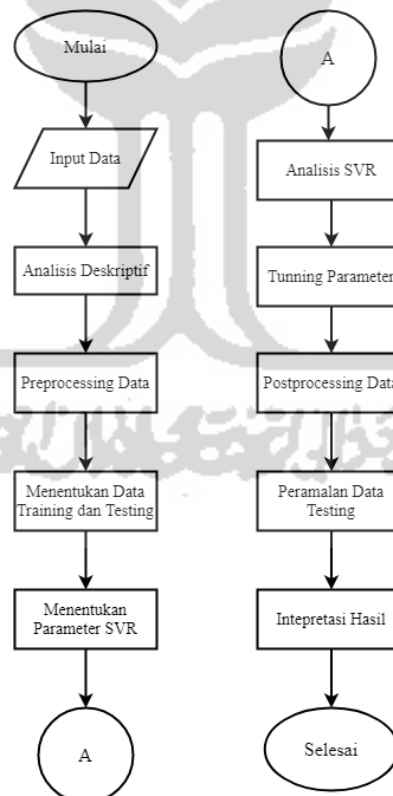 Mulai
Input Data
Analisis Deskriptif
Preprocessing Data
Menentukan Data
Training dan Testing
Menentukan
Parameter SVR
A
A
Analisis SVR
Tunning Parameter
Postprocessing Data
Peramalan Data
Testing
Intepretasi Hasil
Selesai